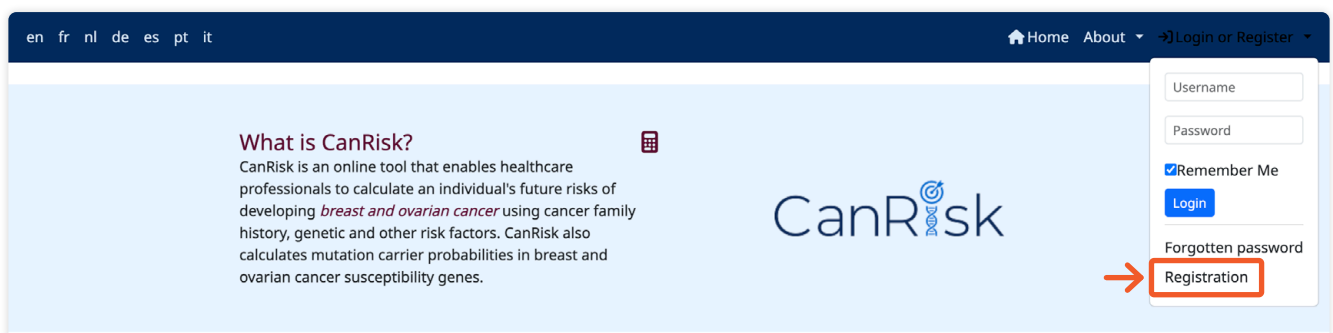 en fr nl de es pt it Home About Login or Register
Username
Password
Remember Me
Login
Forgotten password
Registration
What is CanRisk?
CanRisk is an online tool that enables healthcare
professionals to calculate an individual's future risks of
developing breast and ovarian cancer using cancer family
history, genetic and other risk factors. CanRisk also
calculates mutation carrier probabilities in breast and
ovarian cancer susceptibility genes.
CanRisk